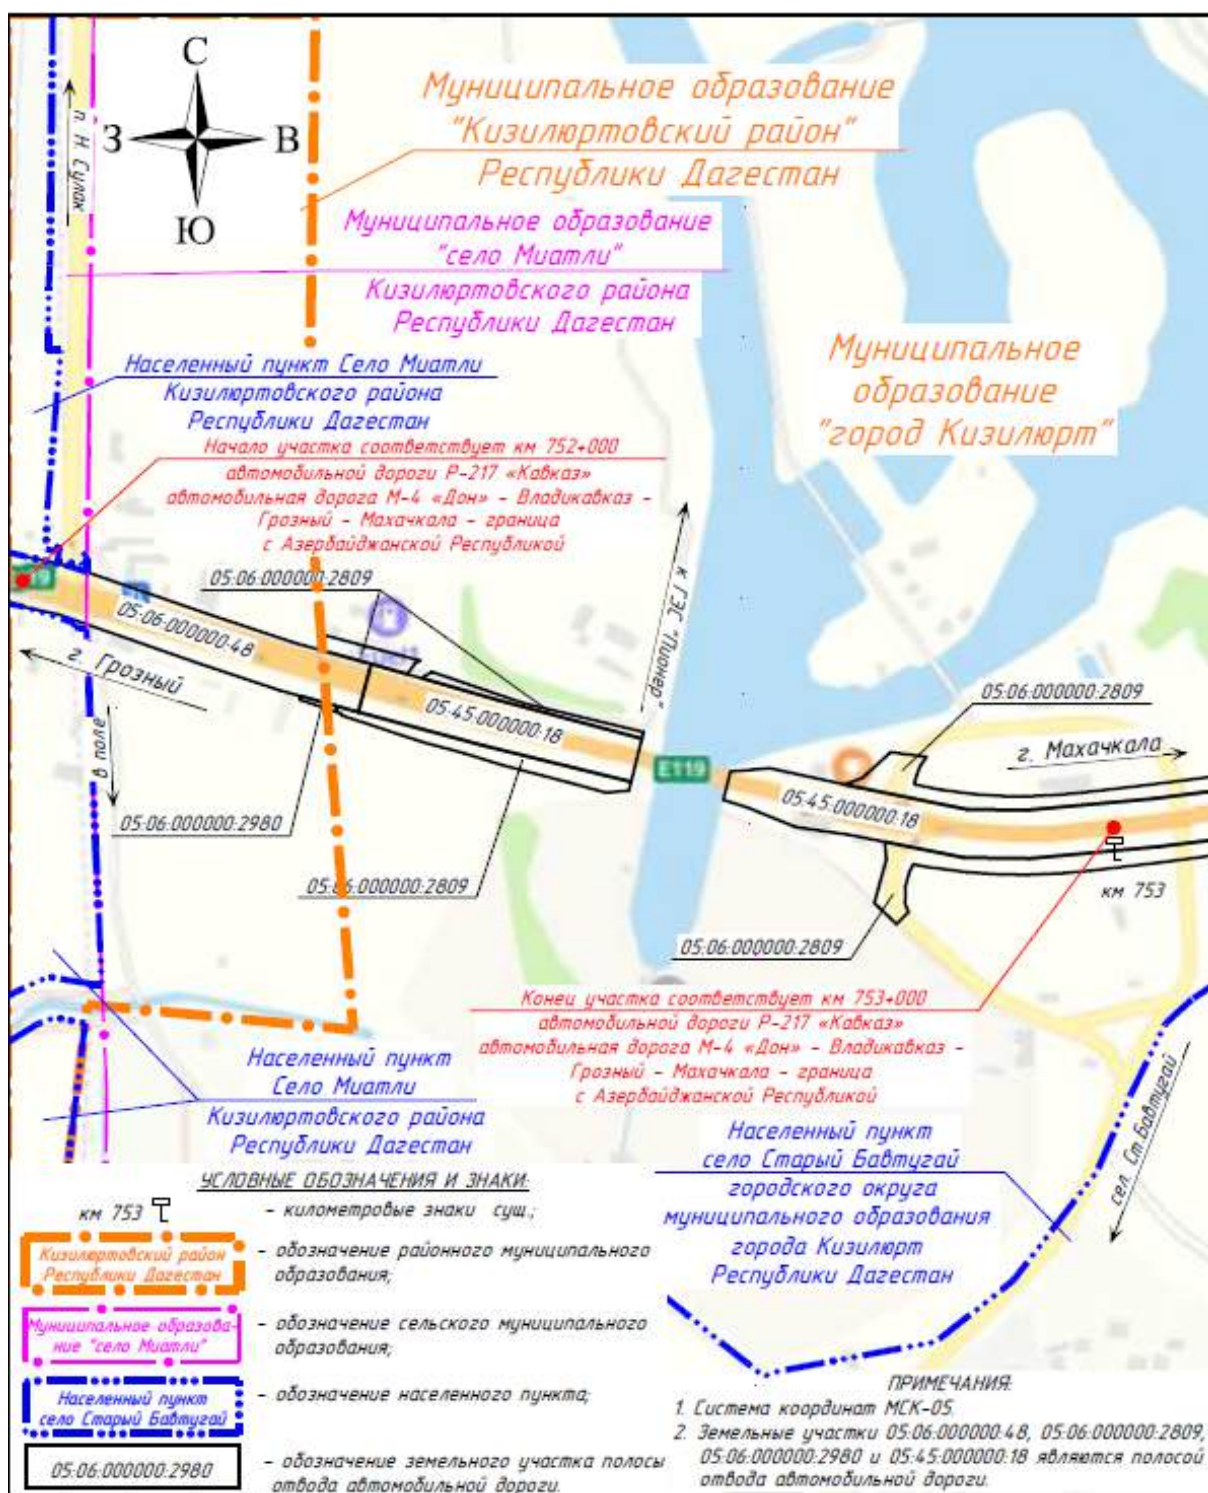 С
З
В
Ю
п. Н Сулак
Муниципальное образование
"Кизилюртовский район"
Республики Дагестан
Муниципальное образование
"село Миатли"
Кизилюртовского района
Республики Дагестан
Муниципальное
образование
"город Кизилюрт"
Населенный пункт Село Миатли
Кизилюртовского района
Республики Дагестан
Начало участка соответствует км 752+000
автомобильной дороги Р-217 «Кавказ»
автомобильная дорога М-4 «Дон» - Владикавказ -
Грозный - Махачкала - граница
с Азербайджанской Республикой
05:06:000000:2809
05:06:000000:48
г. Грозный
в поле
к ГЭС "Пионер"
05:45:000000:18
E119
05:06:000000:2809
г. Махачкала
05:45:000000:18
05:06:000000:2980
05:06:000000:2809
км 753
05:06:000000:2809
Конец участка соответствует км 753+000
автомобильной дороги Р-217 «Кавказ»
автомобильная дорога М-4 «Дон» - Владикавказ -
Грозный - Махачкала - граница
с Азербайджанской Республикой
Населенный пункт
Село Миатли
Кизилюртовского района
Республики Дагестан
сел. Ст.Бавтугай
Населенный пункт
село Старый Бавтугай
городского округа
муниципального образования
города Кизилюрт
Республики Дагестан
УСЛОВНЫЕ ОБОЗНАЧЕНИЯ И ЗНАКИ:
км 753 - километровые знаки сущ.;
Кизилюртовский район
Республики Дагестан
- обозначение районного муниципального
образования;
Муниципальное образова-
ние "село Миатли"
- обозначение сельского муниципального
образования;
Населенный пункт
село Старый Бавтугай
- обозначение населенного пункта;
05:06:000000:2980
- обозначение земельного участка полосы
отвода автомобильной дороги.
ПРИМЕЧАНИЯ:
1. Система координат МСК-05.
2. Земельные участки 05:06:000000:48, 05:06:000000:2809,
05:06:000000:2980 и 05:45:000000:18 являются полосой
отвода автомобильной дороги.